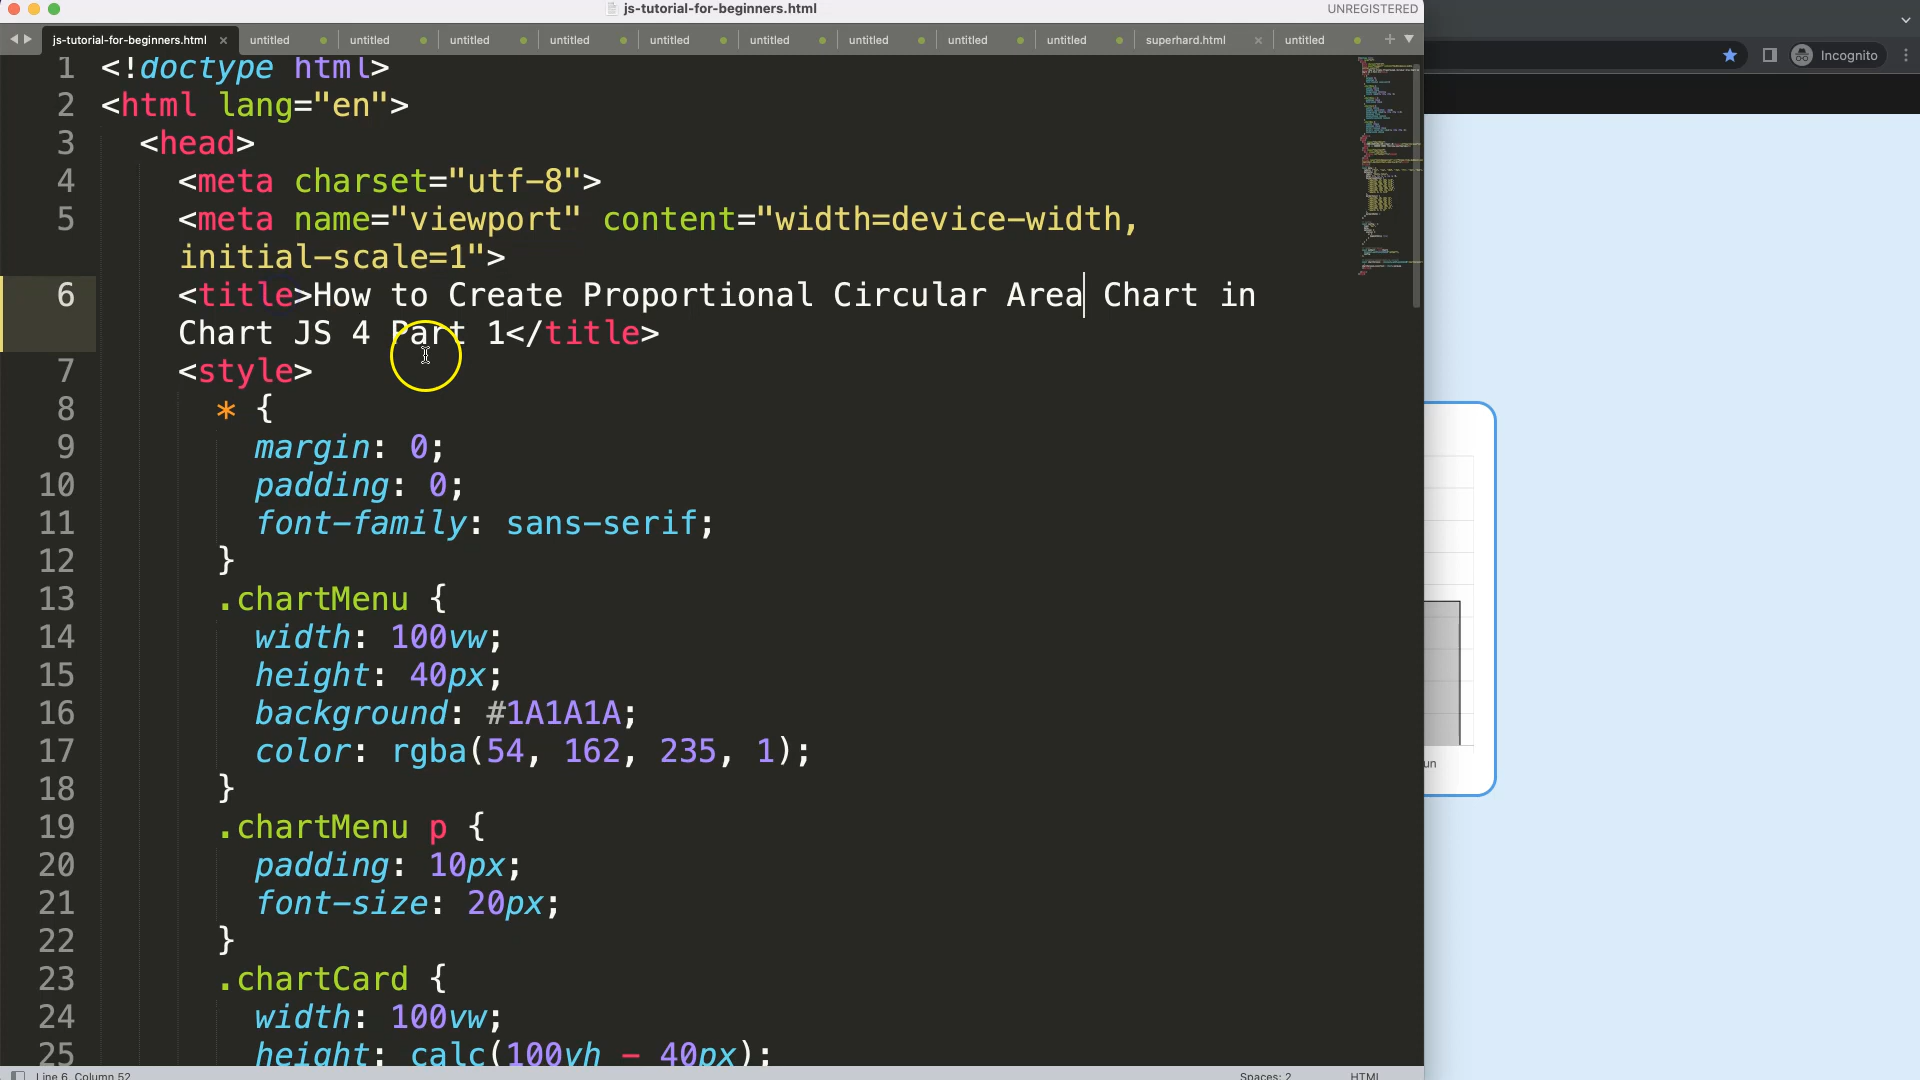 js-tutorial-for-beginners.html
UNREGISTERED
js-tutorial-for-beginners.html × untitled untitled untitled untitled untitled untitled untitled untitled untitled superhard.html × untitled +
Incognito
1 <!doctype html>
2 <html lang="en">
3 <head>
4 <meta charset="utf-8">
5 <meta name="viewport" content="width=device-width,
initial-scale=1">
6 <title>How to Create Proportional Circular Area Chart in
Chart JS 4 Part 1</title>
7 <style>
8 * {
9 margin: 0;
10 padding: 0;
11 font-family: sans-serif;
12 }
13 .chartMenu {
14 width: 100vw;
15 height: 40px;
16 background: #1A1A1A;
17 color: rgba(54, 162, 235, 1);
18 }
19 .chartMenu p {
20 padding: 10px;
21 font-size: 20px;
22 }
23 .chartCard {
24 width: 100vw;
25 height: calc(100vh - 40px);
un
Line 6, Column 52
Spaces: 2
HTML